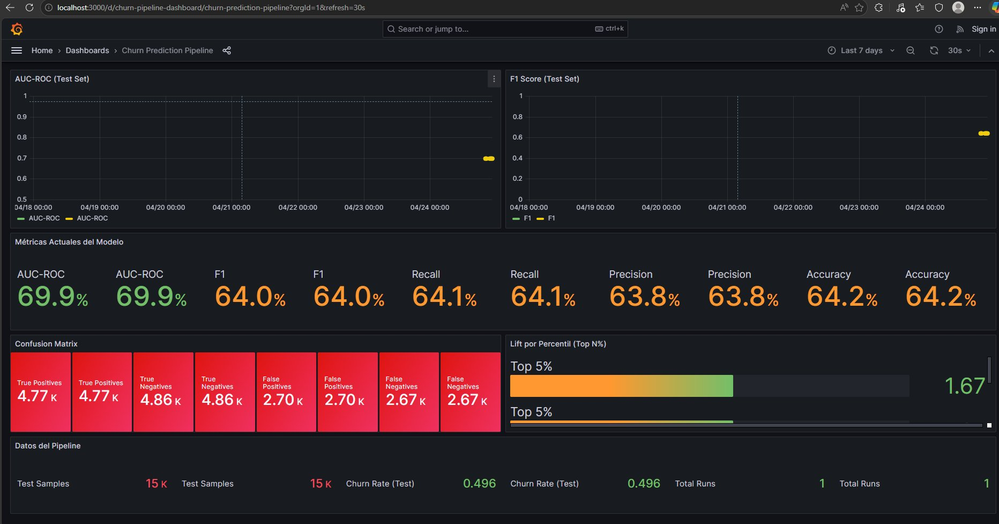 localhost:3000/d/churn-pipeline-dashboard/churn-prediction-pipeline?orgId=1&refresh=30s
Search or jump to... ctrl+k
Sign in
Home › Dashboards › Churn Prediction Pipeline
Last 7 days
30s
AUC-ROC (Test Set)
1
0.9
0.8
0.7
0.6
0.5
04/18 00:00 04/19 00:00 04/20 00:00 04/21 00:00 04/22 00:00 04/23 00:00 04/24 00:00
AUC-ROC AUC-ROC
F1 Score (Test Set)
1
0.8
0.6
0.4
0.2
0
04/18 00:00 04/19 00:00 04/20 00:00 04/21 00:00 04/22 00:00 04/23 00:00 04/24 00:00
F1 F1
Métricas Actuales del Modelo
AUC-ROC
69.9%
AUC-ROC
69.9%
F1
64.0%
F1
64.0%
Recall
64.1%
Recall
64.1%
Precision
63.8%
Precision
63.8%
Accuracy
64.2%
Accuracy
64.2%
Confusion Matrix
True Positives
4.77 K
True Positives
4.77 K
True
Negatives
4.86 K
True
Negatives
4.86 K
False
Positives
2.70 K
False
Positives
2.70 K
False
Negatives
2.67 K
False
Negatives
2.67 K
Lift por Percentil (Top N%)
Top 5%
1.67
Top 5%
Datos del Pipeline
Test Samples 15 K
Test Samples 15 K
Churn Rate (Test) 0.496
Churn Rate (Test) 0.496
Total Runs 1
Total Runs 1